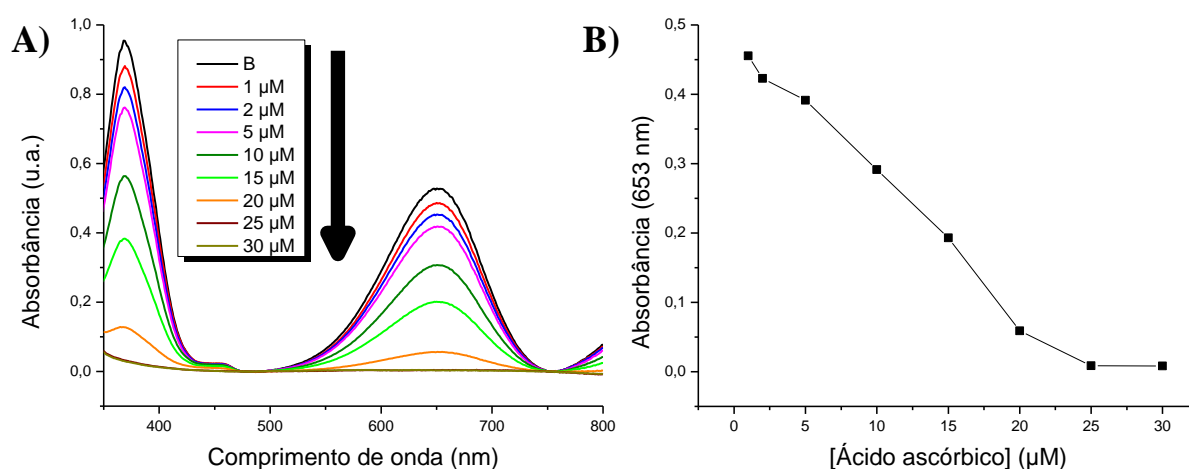 A)
Absorbância (u.a.)
1,0
0,8
0,6
0,4
0,2
0,0
B
1 µM
2 µM
5 µM
10 µM
15 µM
20 µM
25 µM
30 µM
400
500
600
700
800
Comprimento de onda (nm)
B)
Absorbância (653 nm)
0,5
0,4
0,3
0,2
0,1
0,0
0
5
10
15
20
25
30
[Ácido ascórbico] (µM)